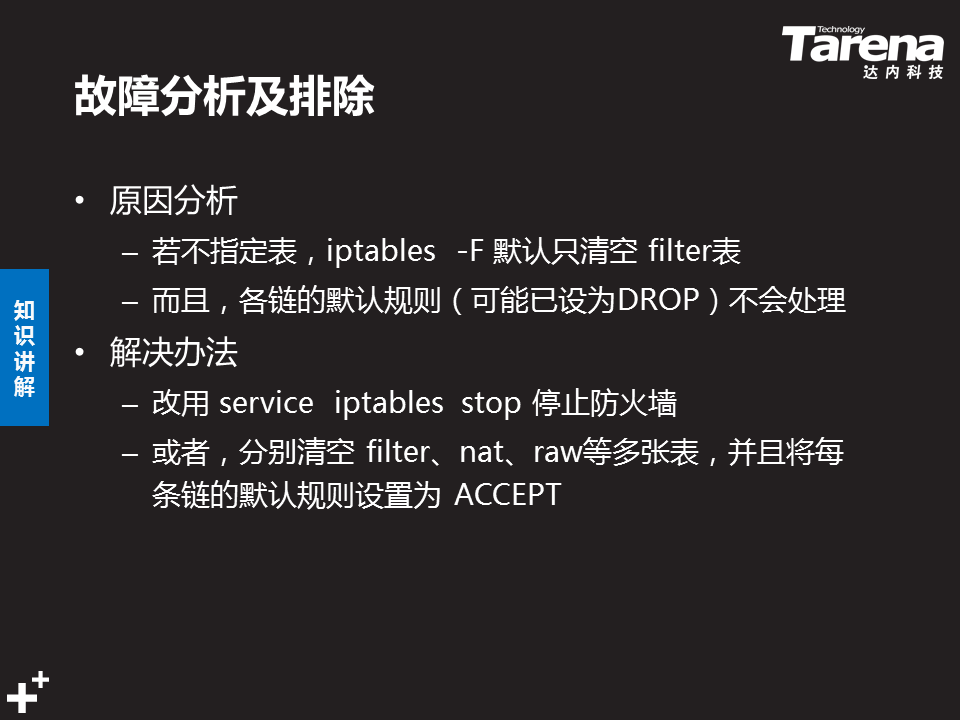 Technology
Tarena
达内科技
故障分析及排除
• 原因分析
– 若不指定表，iptables -F 默认只清空 filter表
– 而且，各链的默认规则（可能已设为DROP）不会处理
• 解决办法
– 改用 service iptables stop 停止防火墙
– 或者，分别清空 filter、nat、raw等多张表，并且将每
条链的默认规则设置为 ACCEPT
知
识
讲
解